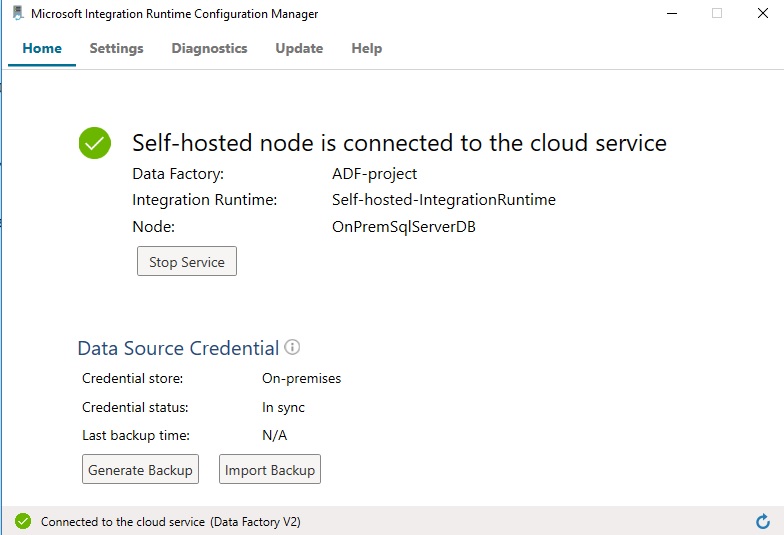 Microsoft Integration Runtime Configuration Manager
Home Settings Diagnostics Update Help
Self-hosted node is connected to the cloud service
Data Factory: ADF-project
Integration Runtime: Self-hosted-IntegrationRuntime
Node: OnPremSqlServerDB
Stop Service
Data Source Credential
Credential store: On-premises
Credential status: In sync
Last backup time: N/A
Generate Backup Import Backup
Connected to the cloud service (Data Factory V2)